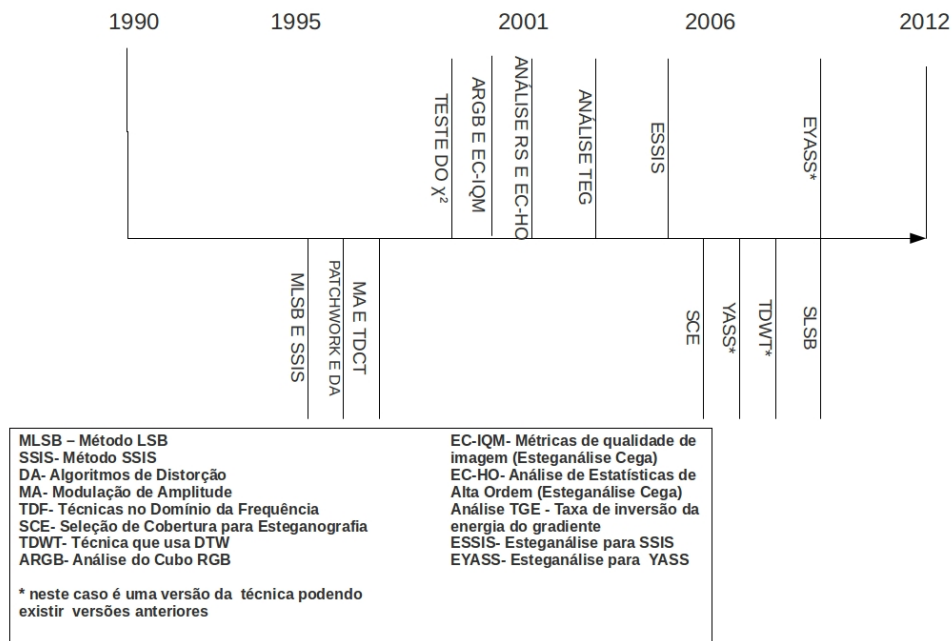 1990
1995
2001
2006
2012
TESTE DO χ²
ARGB E EC-IQM
ANÁLISE RS E EC-HO
ANÁLISE TEG
ESSIS
EYASS*
MLSB E SSIS
PATCHWORK E DA
MA E TDCT
SCE
YASS*
TDWT*
SLSB
MLSB – Método LSB
SSIS- Método SSIS
DA- Algoritmos de Distorção
MA- Modulação de Amplitude
TDF- Técnicas no Domínio da Frequência
SCE- Seleção de Cobertura para Esteganografia
TDWT- Técnica que usa DTW
ARGB- Análise do Cubo RGB
* neste caso é uma versão da técnica podendo
existir versões anteriores
EC-IQM- Métricas de qualidade de
imagem (Esteganálise Cega)
EC-HO- Análise de Estatísticas de
Alta Ordem (Esteganálise Cega)
Análise TGE - Taxa de inversão da
energia do gradiente
ESSIS- Esteganálise para SSIS
EYASS- Esteganálise para YASS